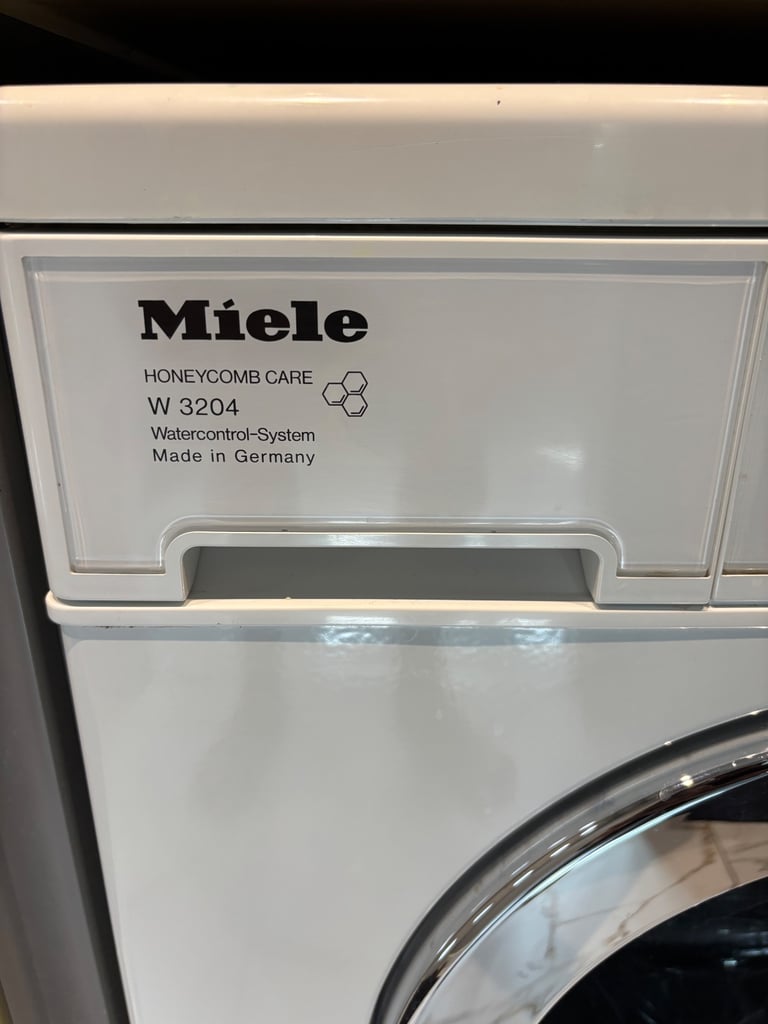 Miele
HONEYCOMB CARE
W 3204
Watercontrol-System
Made in Germany